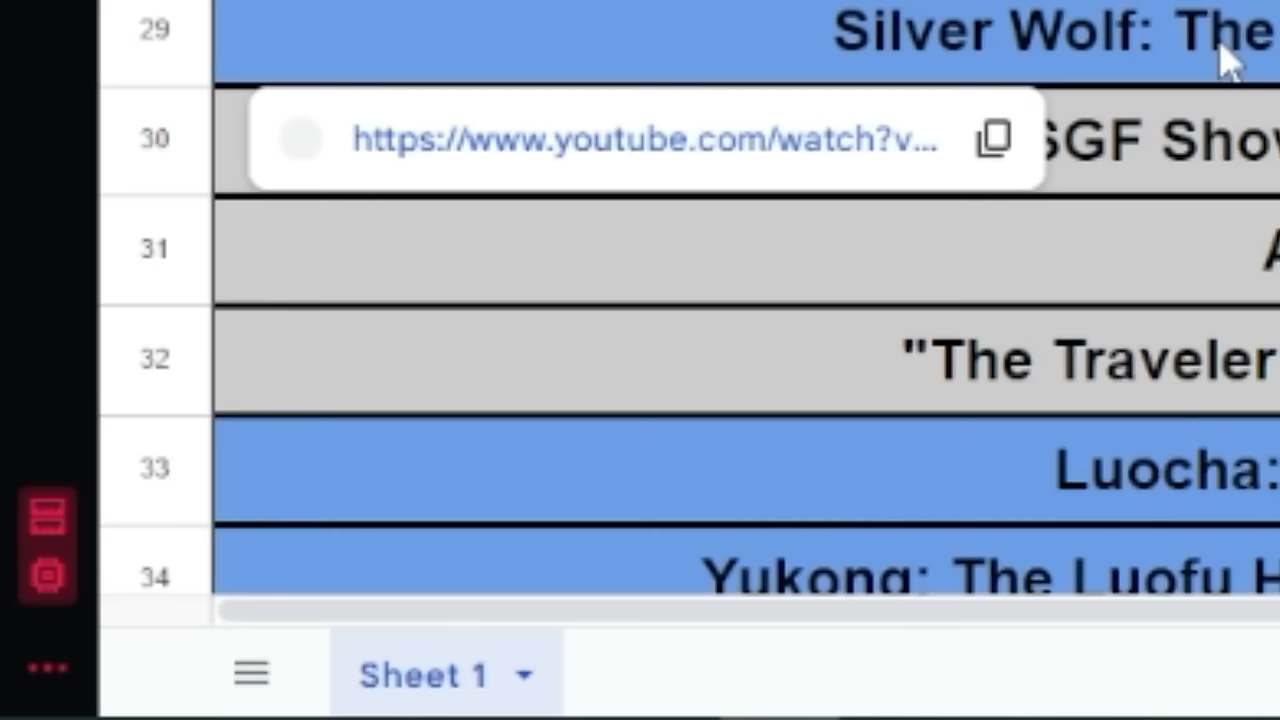 29 Silver Wolf: The
30 https://www.youtube.com/watch?v... SGF Show
31 A
32 "The Traveler
33 Luocha:
34 Yukong: The Luofu H
Sheet 1